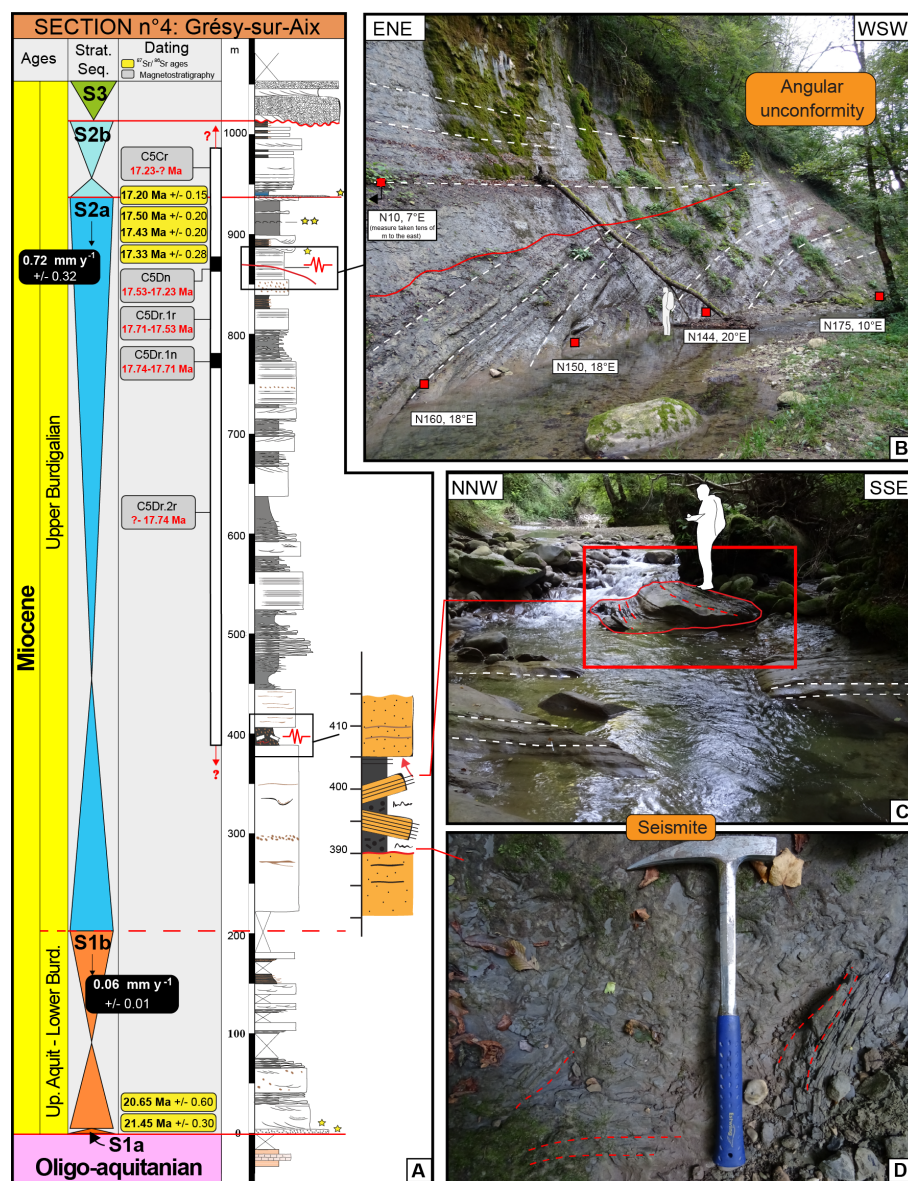 SECTION n°4: Grésy-sur-Aix
Ages
Strat.
Seq.
Dating
⁸⁷Sr/ ⁸⁶Sr ages
Magnetostratigraphy
m
S3
S2b
S2a
S1b
S1a
Miocene
Upper Burdigalian
Up. Aquit - Lower Burd.
Oligo-aquitanian
?
C5Cr
17.23-? Ma
17.20 Ma +/- 0.15
17.50 Ma +/- 0.20
17.43 Ma +/- 0.20
17.33 Ma +/- 0.28
C5Dn
17.53-17.23 Ma
C5Dr.1r
17.71-17.53 Ma
C5Dr.1n
17.74-17.71 Ma
C5Dr.2r
?- 17.74 Ma
?
20.65 Ma +/- 0.60
21.45 Ma +/- 0.30
0.72 mm y⁻¹
+/- 0.32
0.06 mm y⁻¹
+/- 0.01
1000
900
800
700
600
500
400
300
200
100
0
410
400
390
A
ENE
WSW
Angular
unconformity
N10, 7°E
(measure taken tens of
m to the east)
N160, 18°E
N150, 18°E
N144, 20°E
N175, 10°E
B
NNW
SSE
C
Seismite
D